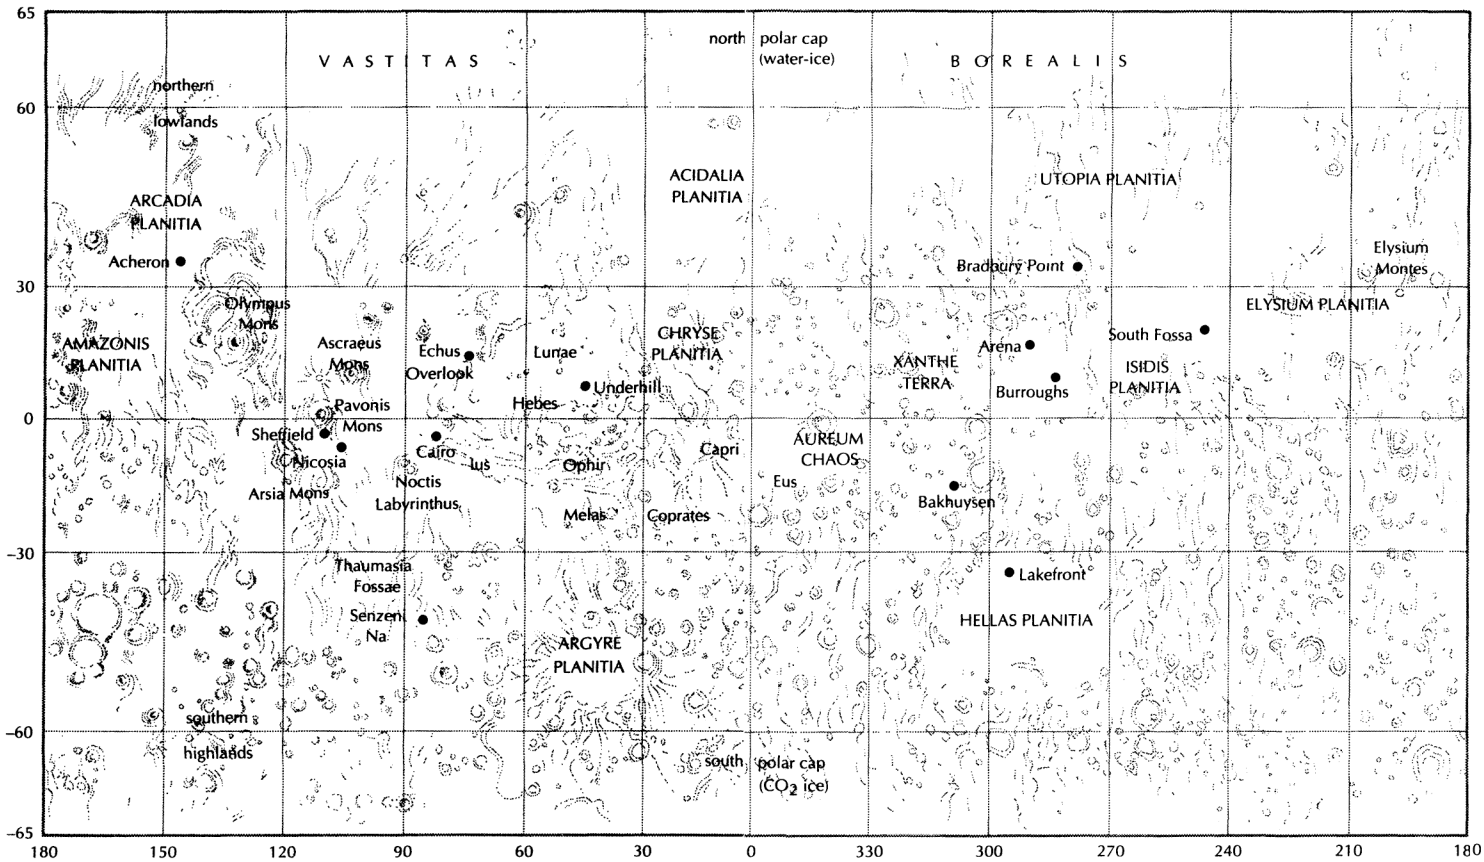 65
VASTITAS
north polar cap
(water-ice)
BOREALIS
northern
lowlands
60
ACIDALIA
PLANITIA
UTOPIA PLANITIA
ARCADIA
PLANITIA
Acheron
Bradbury Point
Elysium
Montes
30
Olympus
Mons
ELYSIUM PLANITIA
AMAZONIS
PLANITIA
Ascraeus
Mons
Echus
Overlook
Lunae
CHRYSE
PLANITIA
XANTHE
TERRA
Arena
South Fossa
ISIDIS
PLANITIA
Underhill
Burroughs
Hebes
Pavonis
Mons
0
Sheffield
Nicosia
Cairo
Ius
Ophir
Capri
AUREUM
CHAOS
Arsia Mons
Noctis
Labyrinthus
Eus
Bakhuysen
Melas
Coprates
-30
Thaumasia
Fossae
Lakefront
Senzeni
Na
HELLAS PLANITIA
ARGYRE
PLANITIA
southern
highlands
-60
south polar cap
(CO2 ice)
-65
180 150 120 90 60 30 0 330 300 270 240 210 180